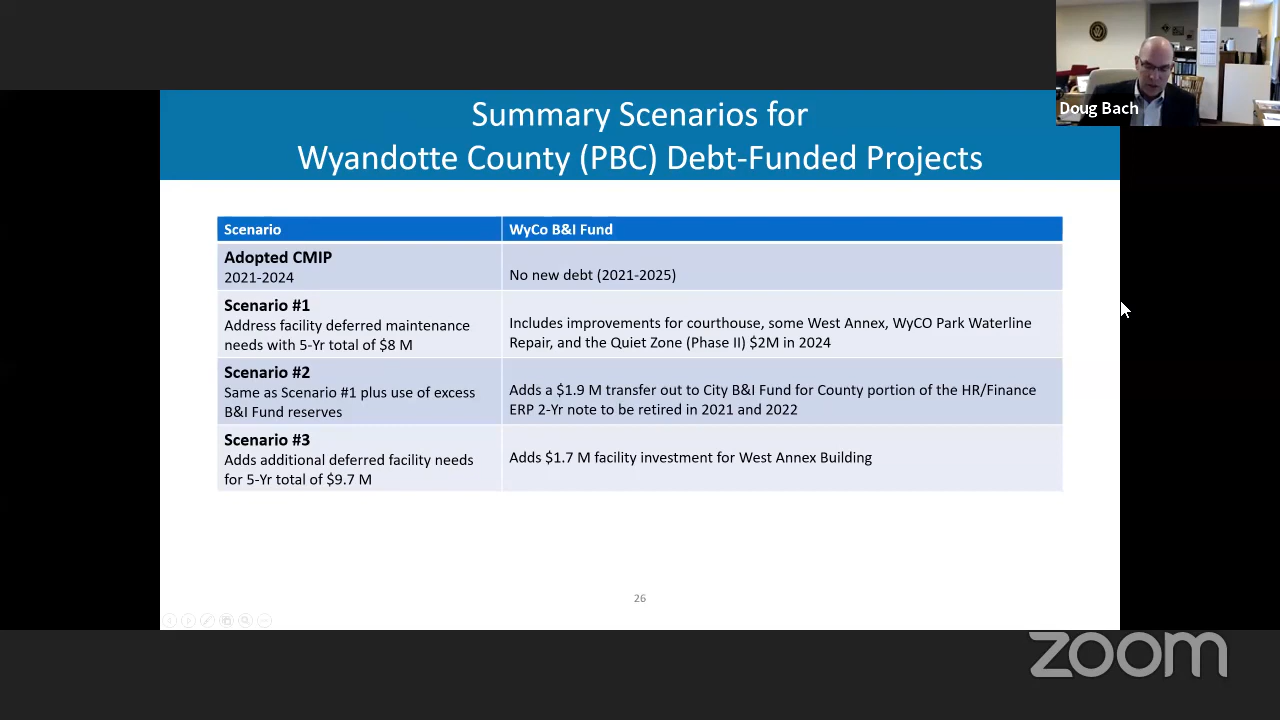 Doug Bach
Summary Scenarios for
Wyandotte County (PBC) Debt-Funded Projects
Scenario
WyCo B&I Fund
Adopted CMIP
2021-2024
No new debt (2021-2025)
Scenario #1
Address facility deferred maintenance
needs with 5-Yr total of $8 M
Includes improvements for courthouse, some West Annex, WyCO Park Waterline
Repair, and the Quiet Zone (Phase II) $2M in 2024
Scenario #2
Same as Scenario #1 plus use of excess
B&I Fund reserves
Adds a $1.9 M transfer out to City B&I Fund for County portion of the HR/Finance
ERP 2-Yr note to be retired in 2021 and 2022
Scenario #3
Adds additional deferred facility needs
for 5-Yr total of $9.7 M
Adds $1.7 M facility investment for West Annex Building
26
zoom